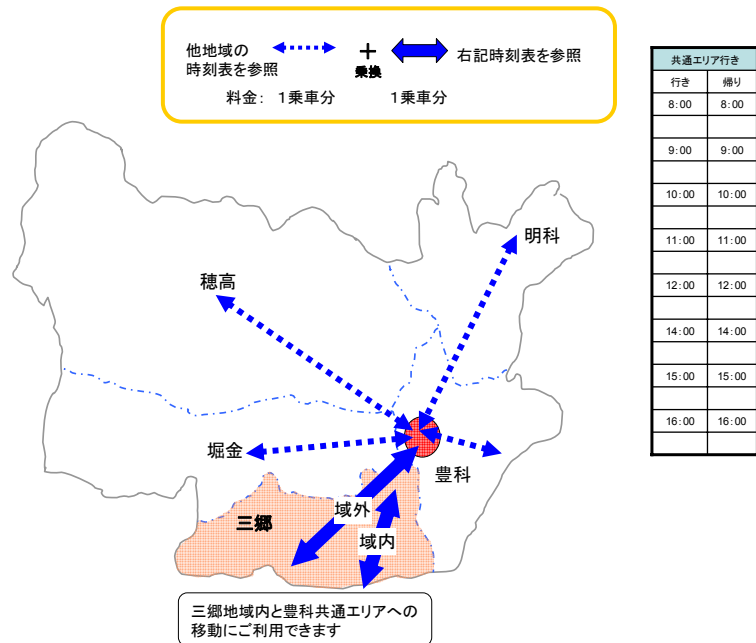 他地域の
時刻表を参照
＋
乗換
右記時刻表を参照
料金： 1乗車分 1乗車分
共通エリア行き
行き 帰り
8:00 8:00
9:00 9:00
10:00 10:00
11:00 11:00
12:00 12:00
14:00 14:00
15:00 15:00
16:00 16:00
明科
穂高
堀金
豊科
三郷
域外
域内
三郷地域内と豊科共通エリアへの
移動にご利用できます